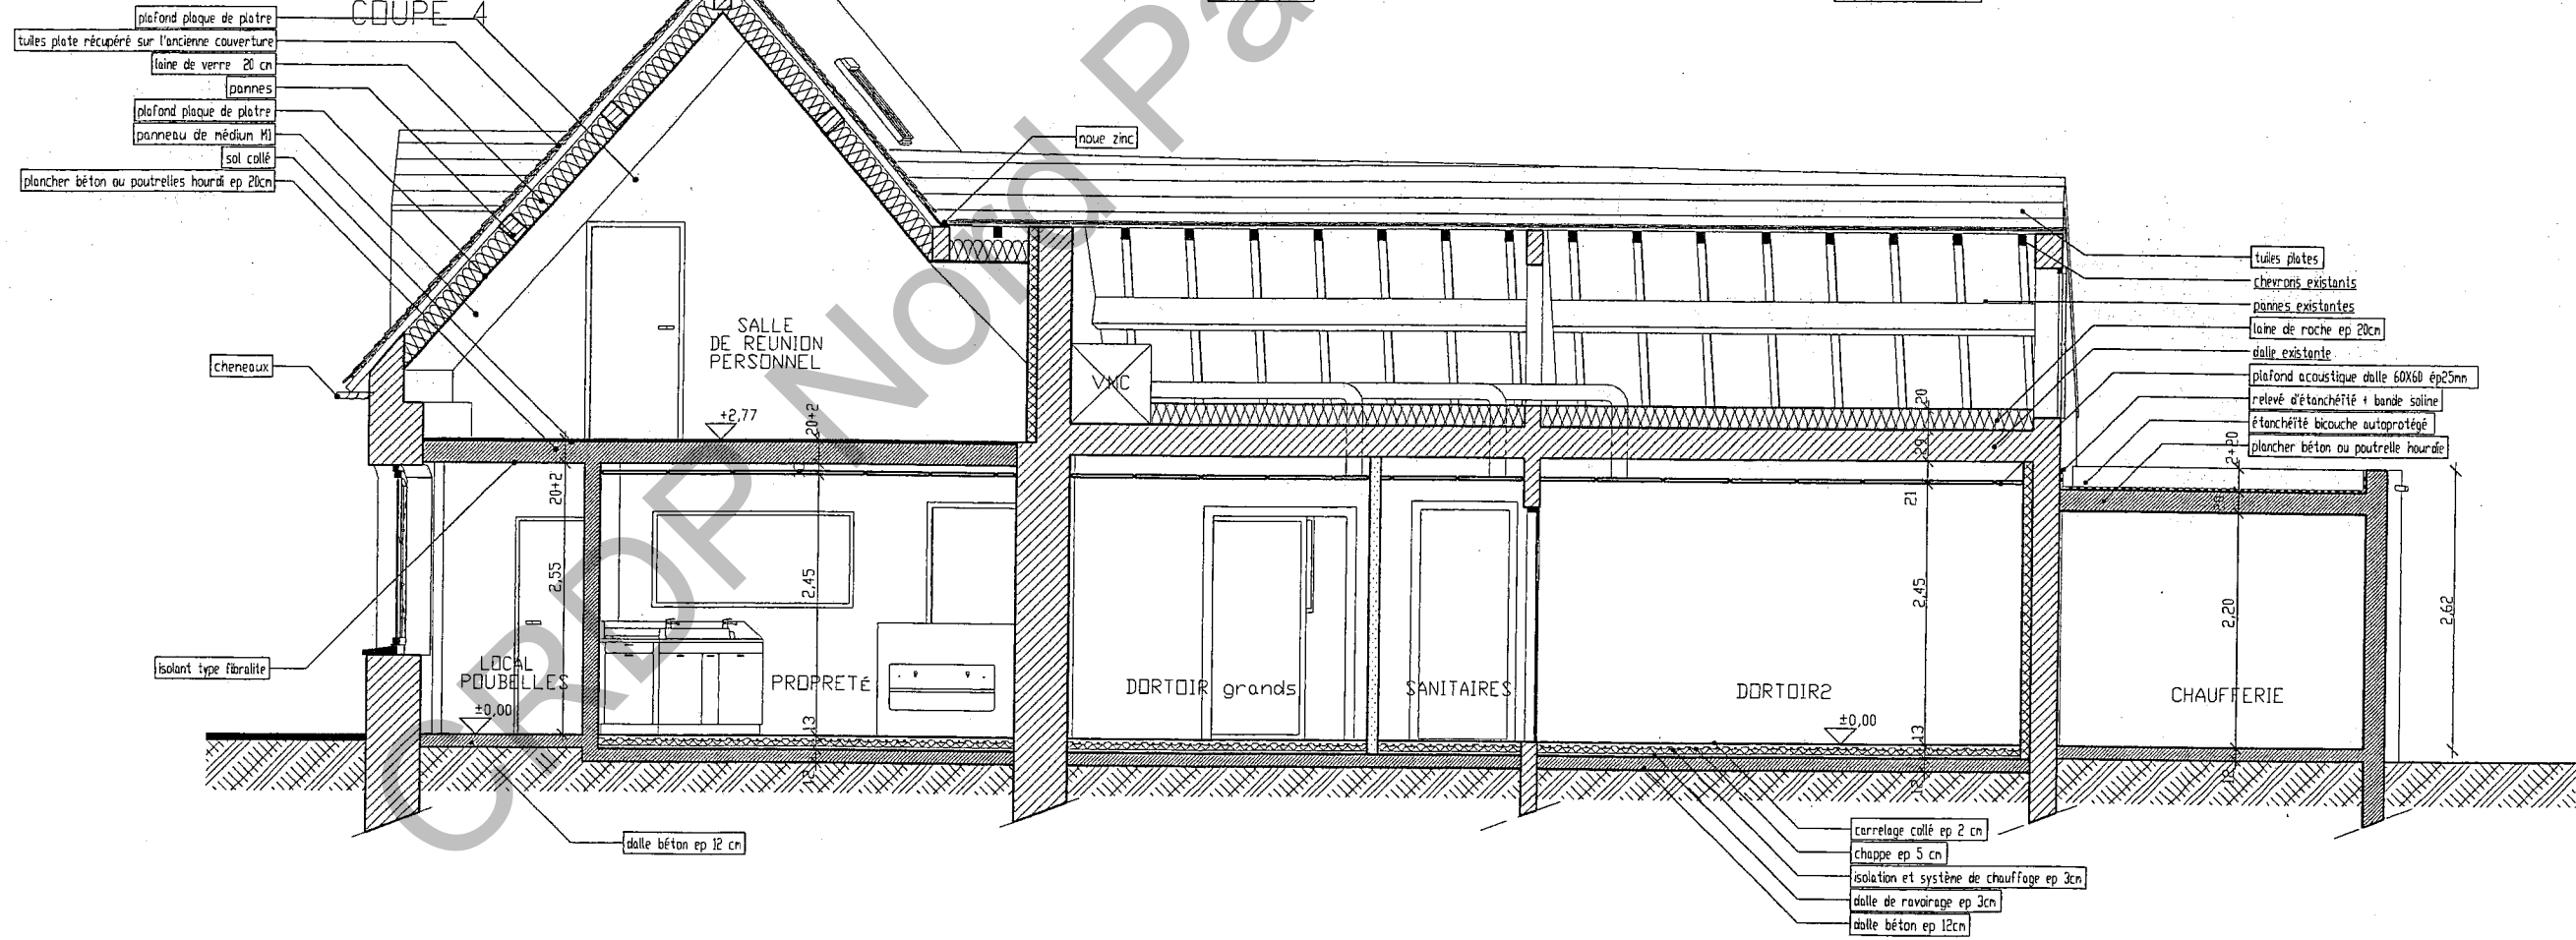 COUPE 4
plafond plaque de platre
tuiles plate récupéré sur l'ancienne couverture
laine de verre 20 cm
pannes
plafond plaque de platre
panneau de médium M1
sol collé
plancher béton ou poutrelles hourdi ep 20cm
cheneaux
isolant type fibralite
dalle béton ep 12 cm
noue zinc
SALLE
DE REUNION
PERSONNEL
+2,77
20+2
20+2
2,55
2,45
LOCAL
POUBELLES
±0,00
PROPRETÉ
13
12
VMC
DORTOIR grands
SANITAIRES
DORTOIR2
±0,00
20
29
21
2,45
13
12
CHAUFFERIE
2+20
2,20
18
2,62
tuiles plates
chevrons existants
pannes existantes
laine de roche ep 20cm
dalle existante
plafond acoustique dalle 60X60 ép25mm
relevé d'étanchéité + bande soline
étanchéité bicouche autoprotégé
plancher béton ou poutrelle hourdie
carrelage collé ep 2 cm
chappe ep 5 cm
isolation et système de chauffage ep 3cm
dalle de ravoirage ep 3cm
dalle béton ep 12cm
CRDP Nord Pa